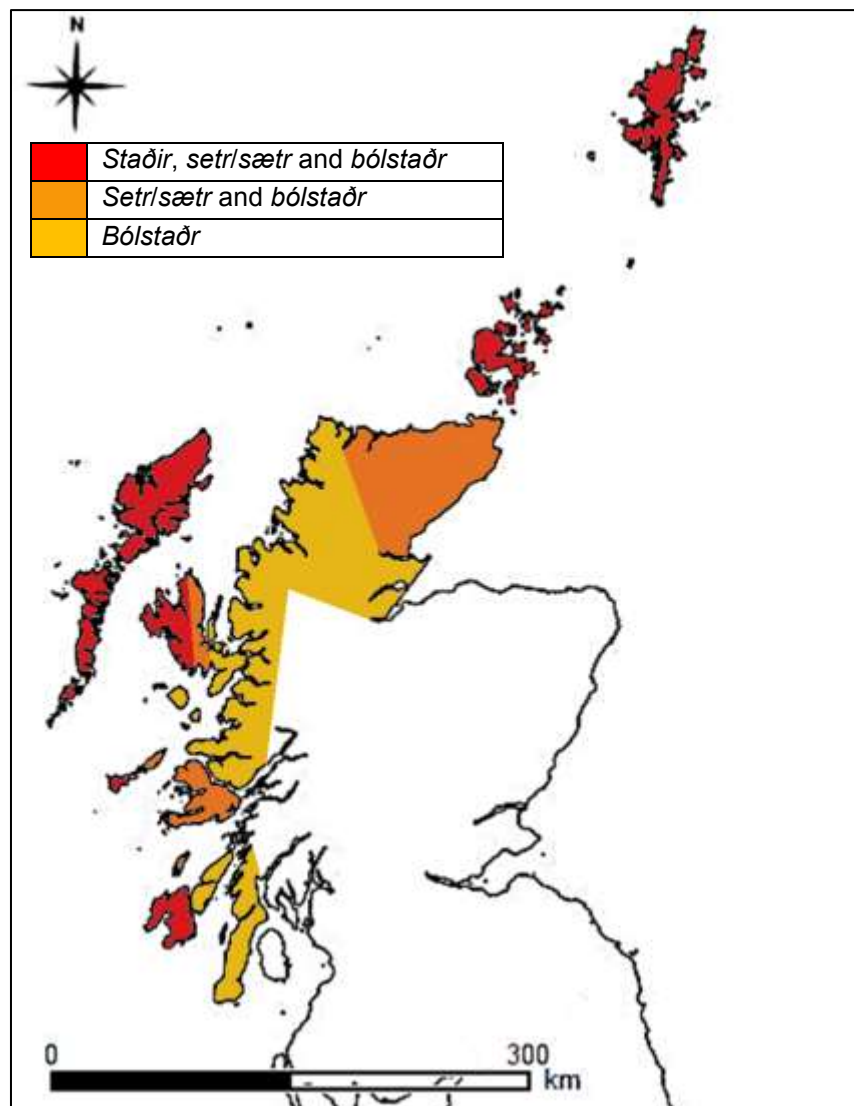 N
Staðir, setr/sætr and bólstaðr
Setr/sætr and bólstaðr
Bólstaðr
0 300
km